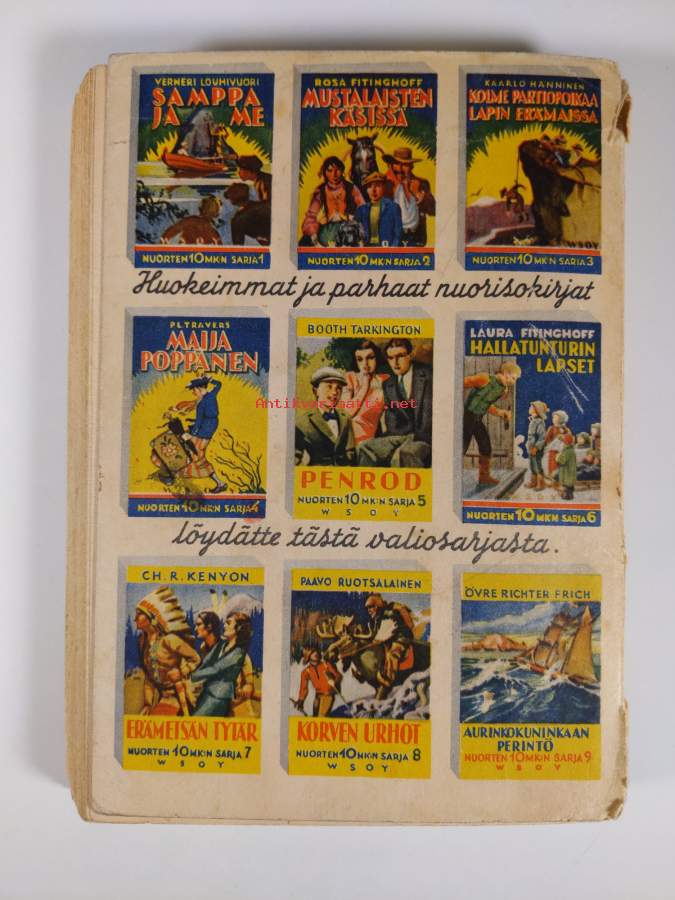 VERNERI LOUHIVUORI
SAMPPA
JA ME
WSOY
NUORTEN 10 MK:N SARJA 1
ROSA FITINGHOFF
MUSTALAISTEN
KÄSISSÄ
WSOY
NUORTEN 10 MK:N SARJA 2
KAARLO HÄNNINEN
KOLME PARTIOPOIKAA
LAPIN ERÄMAISSA
WSOY
NUORTEN 10 MK:N SARJA 3
Huokeimmat ja parhaat nuorisokirjat
P.L. TRAVERS
MAIJA
POPPANEN
NUORTEN 10 MK:N SARJA 4
BOOTH TARKINGTON
PENROD
NUORTEN 10 MK:N SARJA 5
WSOY
LAURA FITINGHOFF
HALLATUNTURIN
LAPSET
WSOY
NUORTEN 10 MK:N SARJA 6
Antikvariaatti.net
löydätte tästä valiosarjasta.
CH. R. KENYON
ERÄMETSÄN TYTÄR
NUORTEN 10 MK:N SARJA 7
WSOY
PAAVO RUOTSALAINEN
KORVEN URHOT
NUORTEN 10 MK:N SARJA 8
WSOY
ÖVRE RICHTER FRICH
AURINKOKUNINKAAN
PERINTÖ
NUORTEN 10 MK:N SARJA 9
WSOY